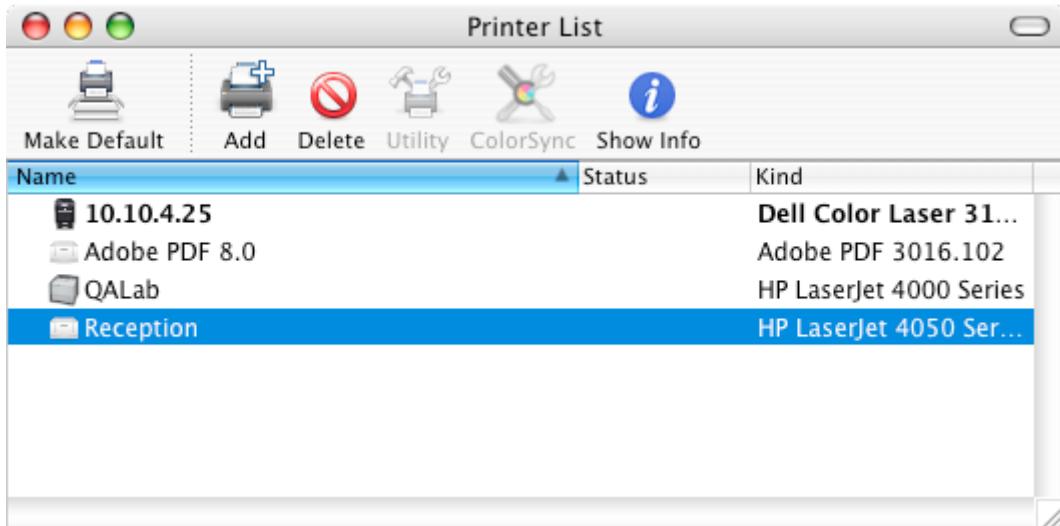 Printer List
Make Default Add Delete Utility ColorSync Show Info
Name Status Kind
10.10.4.25 Dell Color Laser 31...
Adobe PDF 8.0 Adobe PDF 3016.102
QALab HP LaserJet 4000 Series
Reception HP LaserJet 4050 Ser...